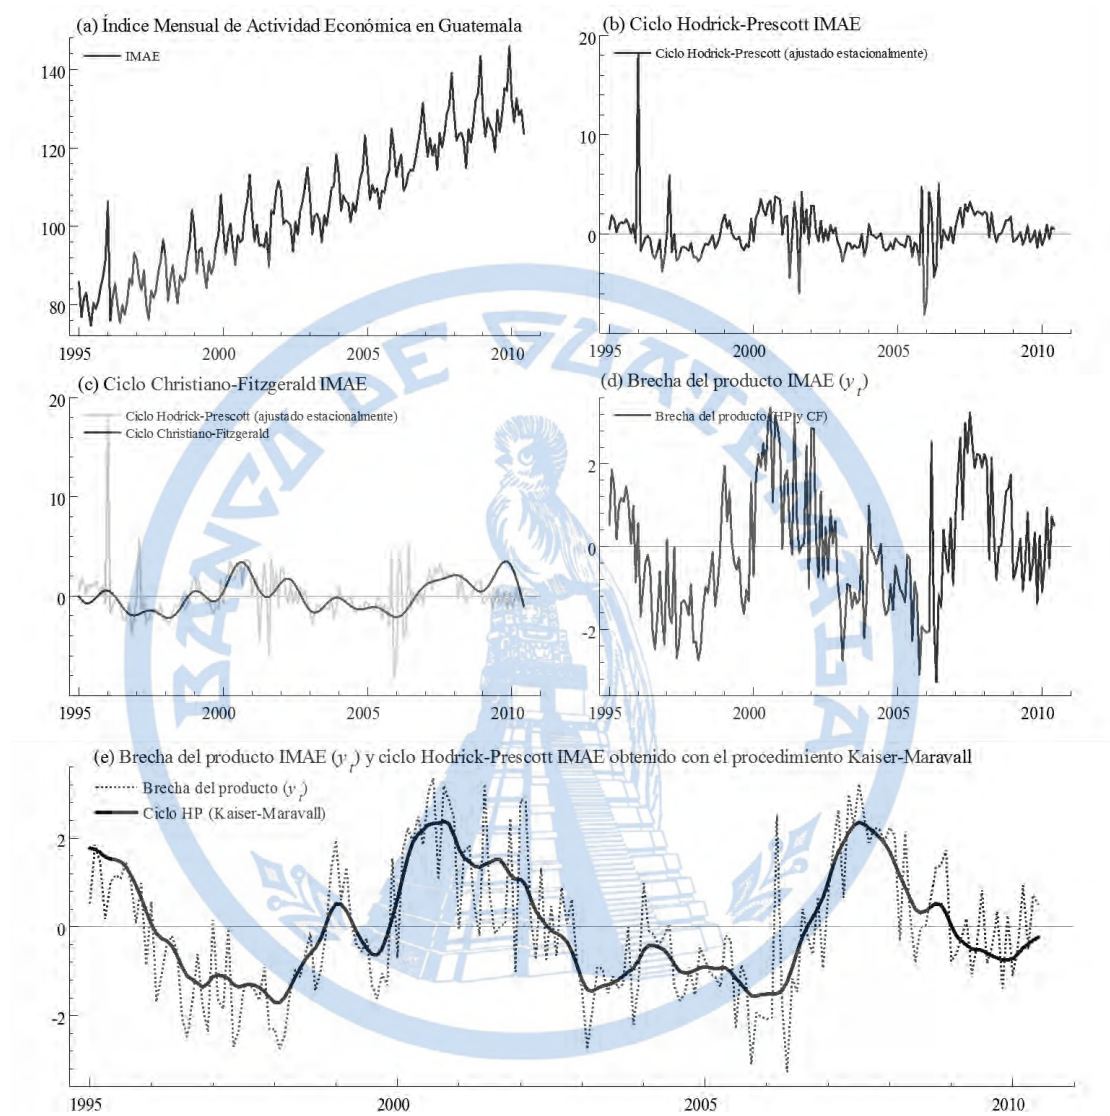 (a) Índice Mensual de Actividad Económica en Guatemala
IMAE
140
120
100
80
1995
2000
2005
2010
(b) Ciclo Hodrick-Prescott IMAE
20
Ciclo Hodrick-Prescott (ajustado estacionalmente)
10
0
1995
2000
2005
2010
(c) Ciclo Christiano-Fitzgerald IMAE
20
Ciclo Hodrick-Prescott (ajustado estacionalmente)
Ciclo Christiano-Fitzgerald
10
0
1995
2000
2005
2010
(d) Brecha del producto IMAE (y t)
Brecha del producto (HP y CF)
2
0
-2
1995
2000
2005
2010
(e) Brecha del producto IMAE (y t) y ciclo Hodrick-Prescott IMAE obtenido con el procedimiento Kaiser-Maravall
Brecha del producto (y t)
Ciclo HP (Kaiser-Maravall)
2
0
-2
1995
2000
2005
2010
BANCO DE GUATEMALA